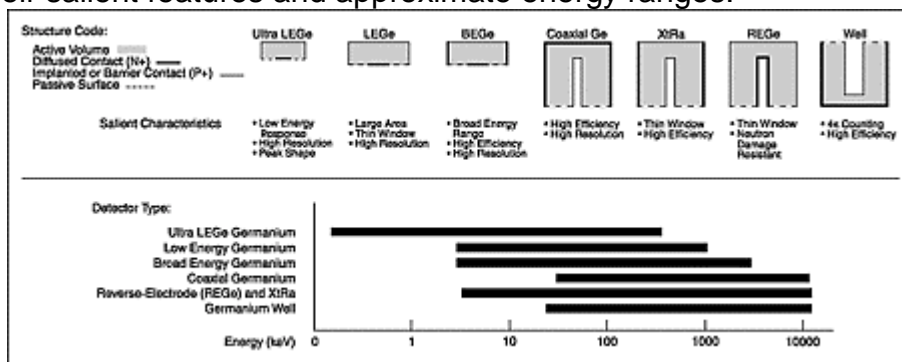 eir salient features and approximate energy ranges.
Structure Code:
Active Volume
Diffused Contact (N+)
Implanted or Barrier Contact (P+)
Passive Surface
Ultra LEGe
LEGe
BEGe
Coaxial Ge
XtRa
REGe
Well
Salient Characteristics
• Low Energy
Response
• High Resolution
• Peak Shape
• Large Area
• Thin Window
• High Resolution
• Broad Energy
Range
• High Efficiency
• High Resolution
• High Efficiency
• High Resolution
• Thin Window
• High Efficiency
• Thin Window
• Neutron
Damage
Resistant
• 4π Counting
• High Efficiency
Detector Type:
Ultra LEGe Germanium
Low Energy Germanium
Broad Energy Germanium
Coaxial Germanium
Reverse-Electrode (REGe) and XtRa
Germanium Well
Energy (keV) 0 1 10 100 1000 10000